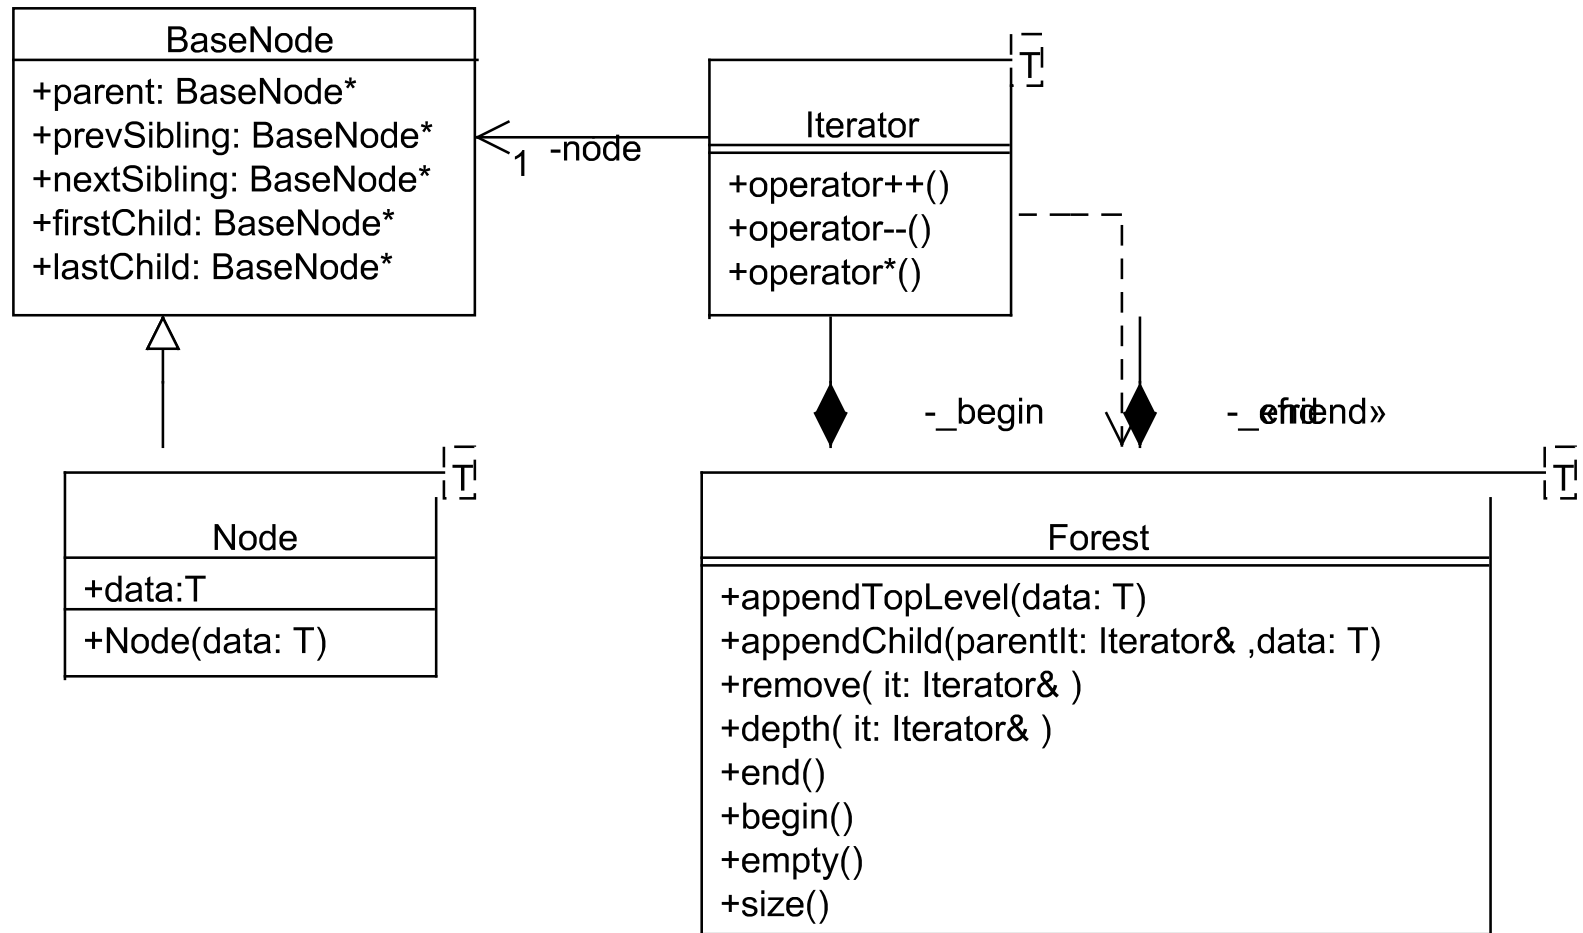 BaseNode
+parent: BaseNode*
+prevSibling: BaseNode*
+nextSibling: BaseNode*
+firstChild: BaseNode*
+lastChild: BaseNode*
1
-node
T
Iterator
+operator++()
+operator--()
+operator*()
-_begin
-_end
«friend»
T
Node
+data:T
+Node(data: T)
T
Forest
+appendTopLevel(data: T)
+appendChild(parentIt: Iterator& ,data: T)
+remove( it: Iterator& )
+depth( it: Iterator& )
+end()
+begin()
+empty()
+size()